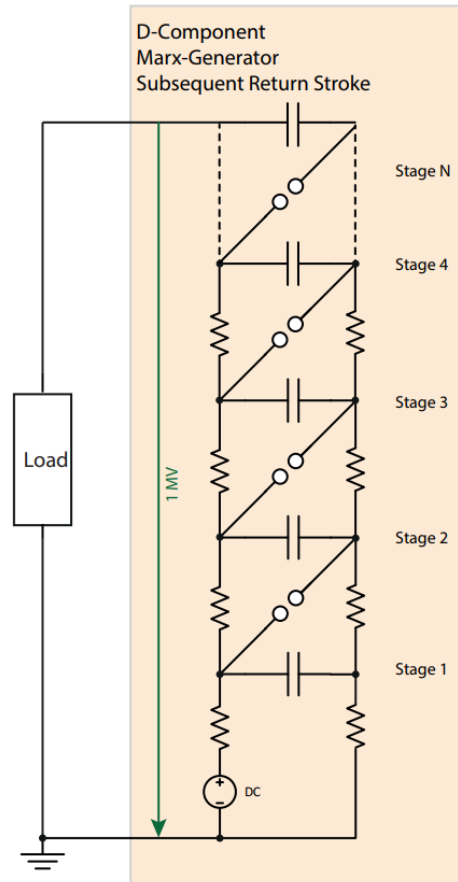 D-Component
Marx-Generator
Subsequent Return Stroke
Stage N
Stage 4
Stage 3
Load
1 MV
Stage 2
Stage 1
+
−
DC